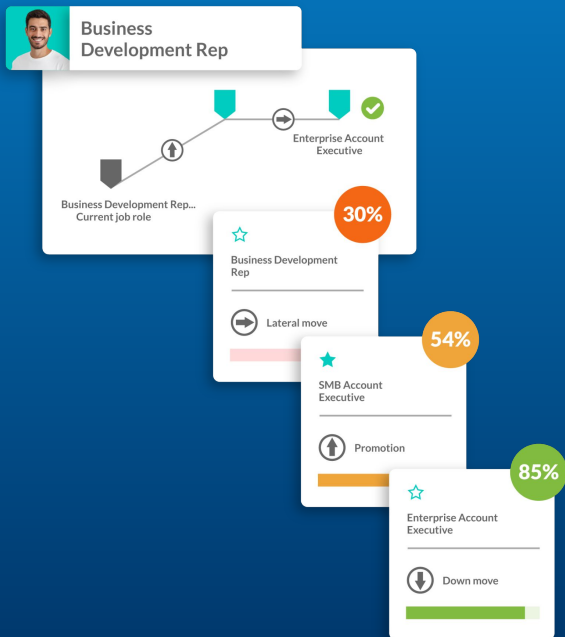 Business
Development Rep
Enterprise Account
Executive
Business Development Rep...
Current job role
30%
Business Development
Rep
Lateral move
54%
SMB Account
Executive
Promotion
85%
Enterprise Account
Executive
Down move